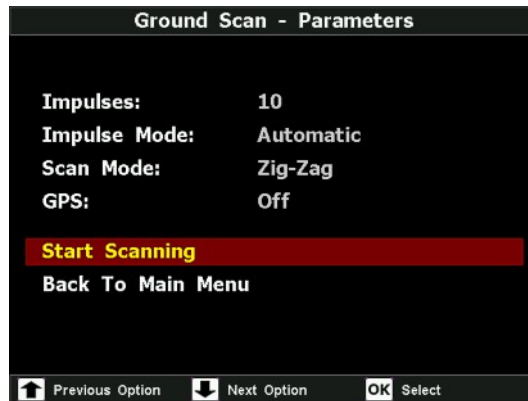 Ground Scan - Parameters
Impulses: 10
Impulse Mode: Automatic
Scan Mode: Zig-Zag
GPS: Off
Start Scanning
Back To Main Menu
Previous Option Next Option OK Select